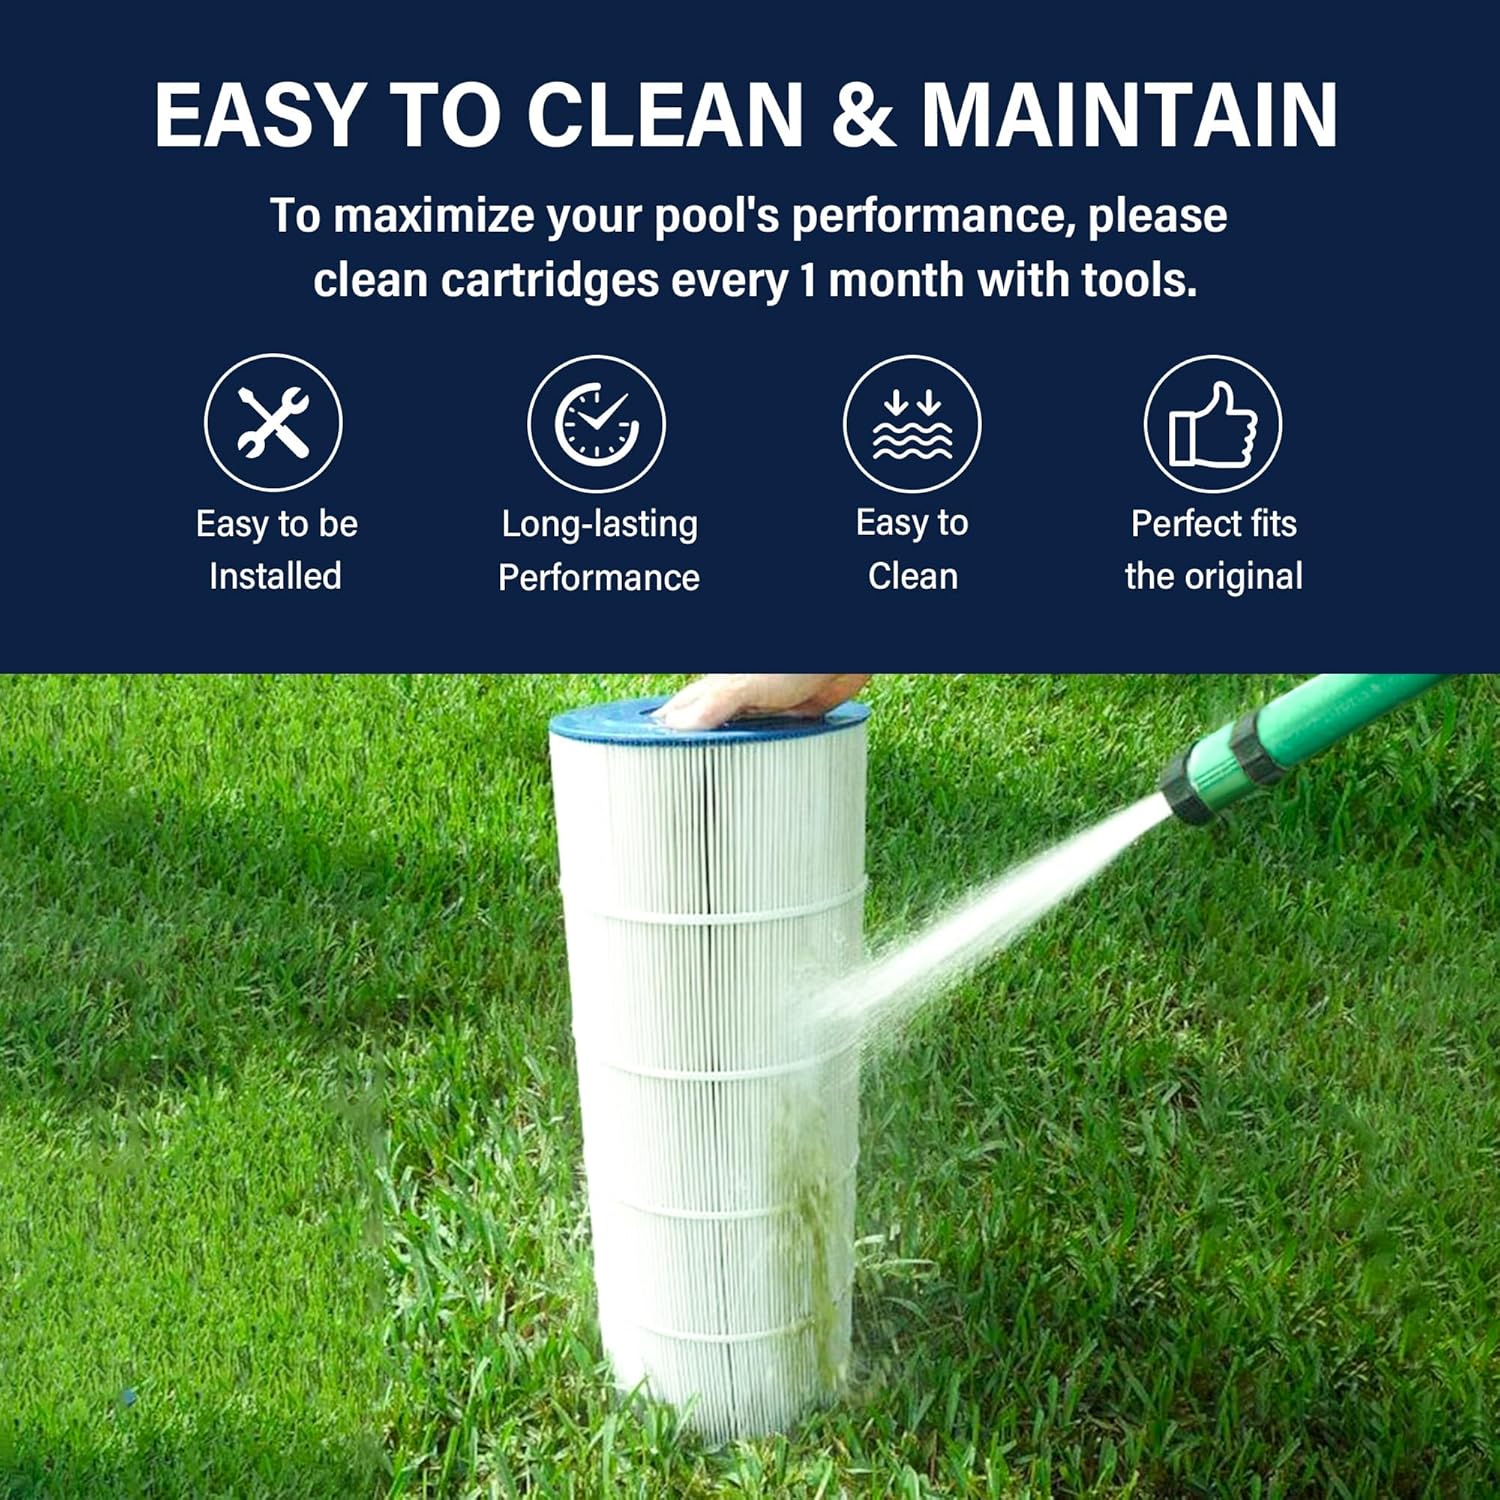 EASY TO CLEAN & MAINTAIN
To maximize your pool's performance, please
clean cartridges every 1 month with tools.
Easy to be
Installed
Long-lasting
Performance
Easy to
Clean
Perfect fits
the original